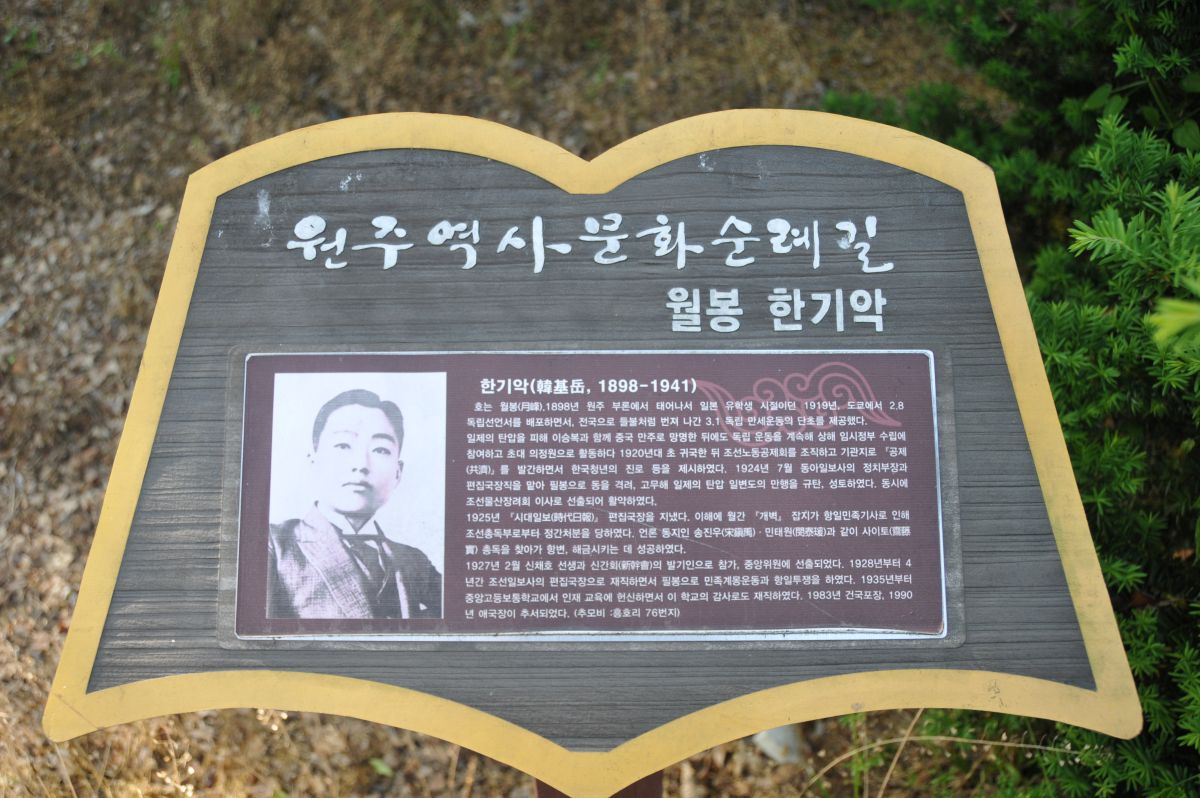 원주역사문화순례길
월봉 한기악
한기악(韓基岳, 1898-1941)
호는 월봉(月峰),1898년 원주 부론에서 태어나서 일본 유학생 시절이던 1919년, 도쿄에서 2.8
독립선언서를 배포하면서, 전국으로 들불처럼 번져 나간 3.1 독립 만세운동의 단초를 제공했다.
일제의 탄압을 피해 이승복과 함께 중국 만주로 망명한 뒤에도 독립 운동을 계속해 상해 임시정부 수립에
참여하고 초대 의정원으로 활동하다 1920년대 초 귀국한 뒤 조선노동공제회를 조직하고 기관지로 『공제
(共濟)』를 발간하면서 한국청년의 진로 등을 제시하였다. 1924년 7월 동아일보사의 정치부장과
편집국장직을 맡아 필봉으로 동을 격려, 고무해 일제의 탄압 일변도의 만행을 규탄, 성토하였다. 동시에
조선물산장려회 이사로 선출되어 활약하였다.
1925년 『시대일보(時代日報)』 편집국장을 지냈다. 이해에 월간 『개벽』 잡지가 항일민족기사로 인해
조선총독부로부터 정간처분을 당하였다. 언론 동지인 송진우(宋鎭禹)·민태원(閔泰瑗)과 같이 사이토(齋藤
實) 총독을 찾아가 항변, 해금시키는 데 성공하였다.
1927년 2월 신채호 선생과 신간회(新幹會)의 발기인으로 참가, 중앙위원에 선출되었다. 1928년부터 4
년간 조선일보사의 편집국장으로 재직하면서 필봉으로 민족계몽운동과 항일투쟁을 하였다. 1935년부터
중앙고등보통학교에서 인재 교육에 헌신하면서 이 학교의 감사로도 재직하였다. 1983년 건국포장, 1990
년 애국장이 추서되었다. (추모비 :흥호리 76번지)